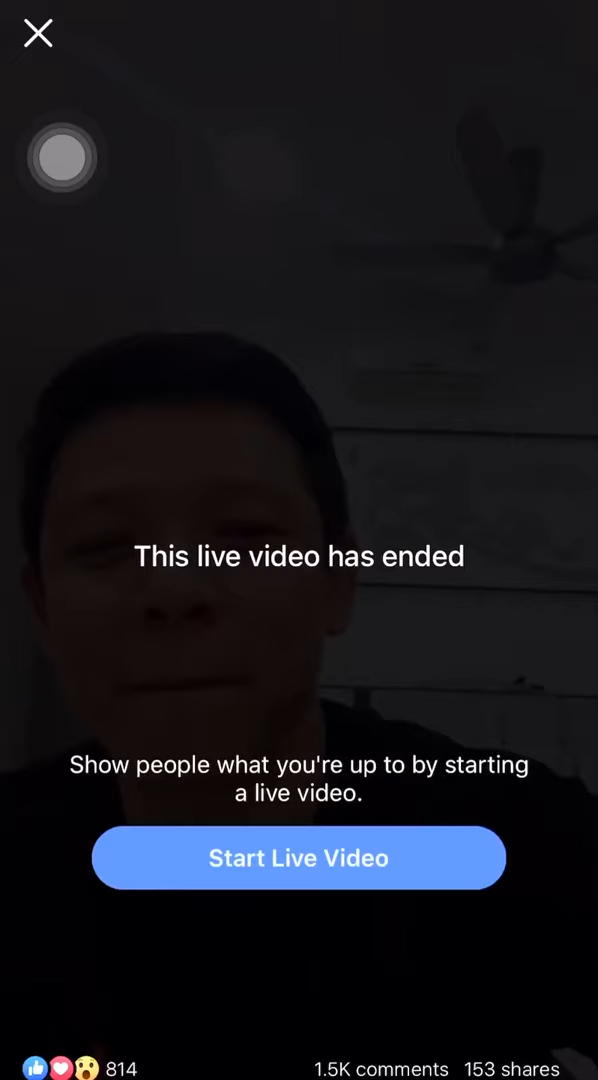 This live video has ended
Show people what you're up to by starting
a live video.
Start Live Video
814 1.5K comments 153 shares